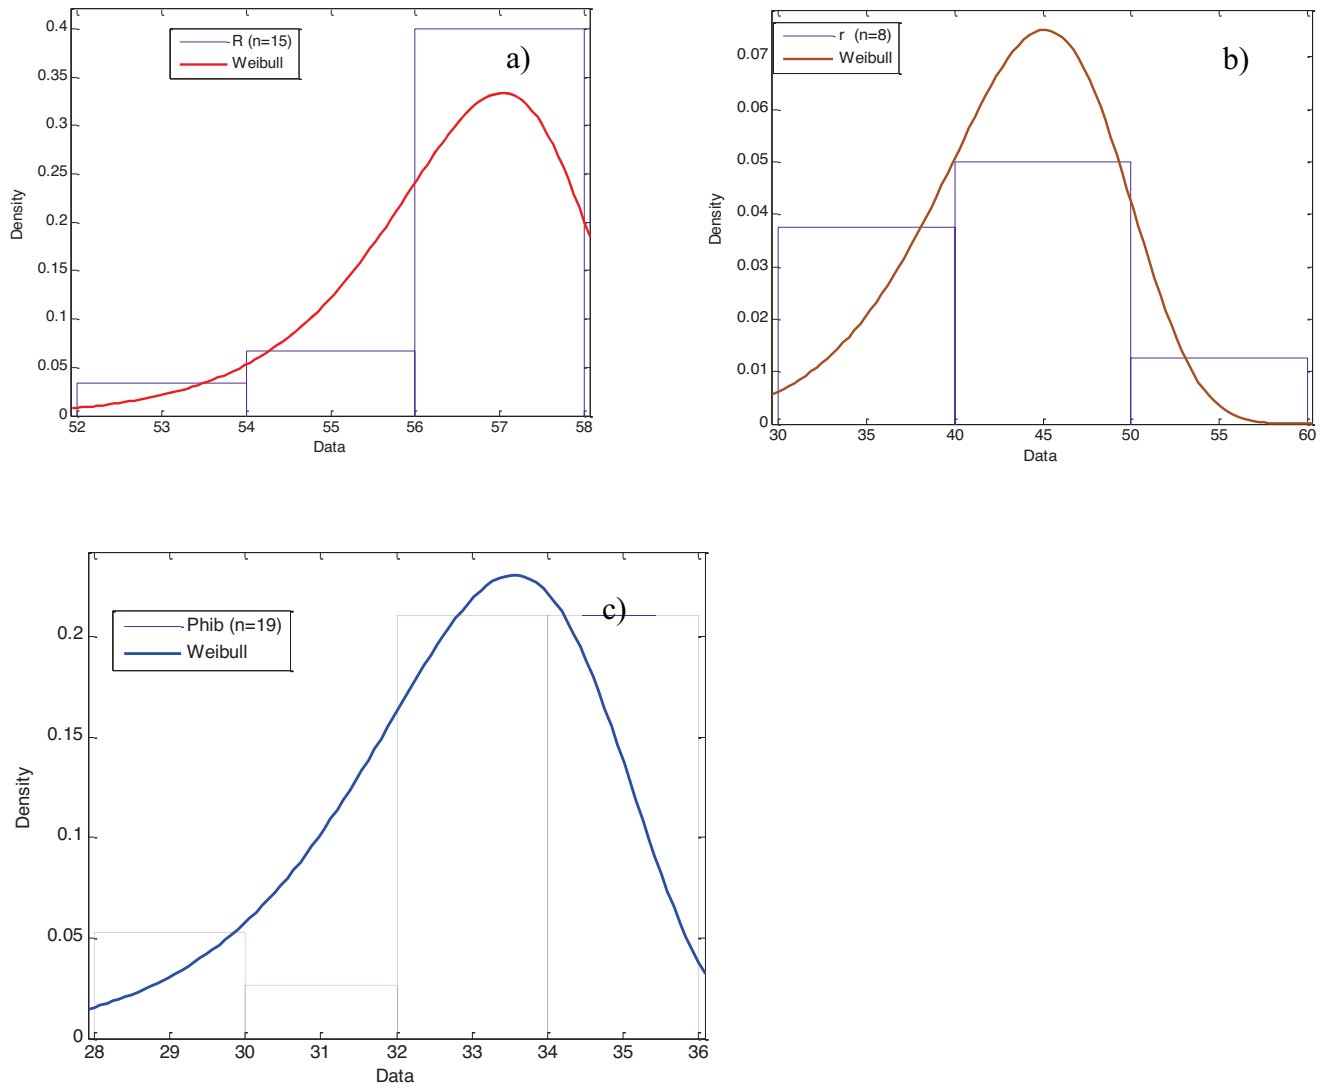 0.4
0.35
0.3
0.25
0.2
0.15
0.1
0.05
0
R (n=15)
Weibull
a)
Density
52 53 54 55 56 57 58
Data
0.07
0.06
0.05
0.04
0.03
0.02
0.01
0
r (n=8)
Weibull
b)
Density
30 35 40 45 50 55 60
Data
0.2
0.15
0.1
0.05
0
Phib (n=19)
Weibull
c)
Density
28 29 30 31 32 33 34 35 36
Data